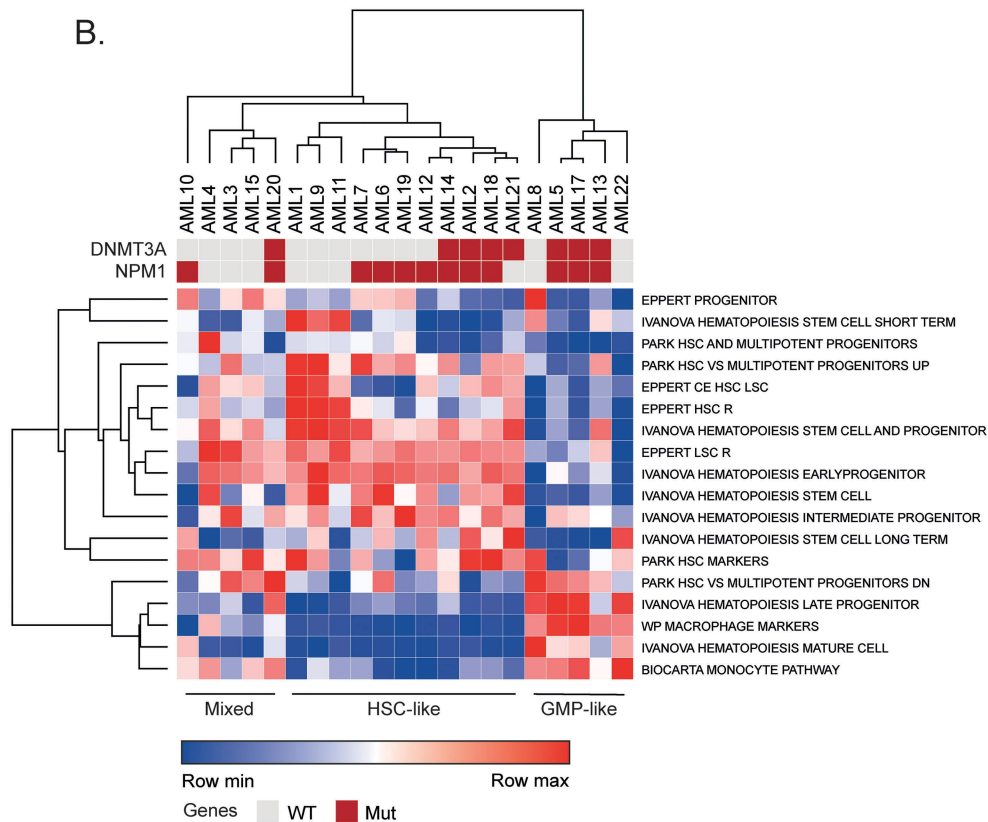 B.
AML10 AML4 AML3 AML15 AML20 AML1 AML9 AML11 AML7 AML6 AML19 AML12 AML14 AML2 AML18 AML21 AML8 AML5 AML17 AML13 AML22
DNMT3A
NPM1
EPPERT PROGENITOR
IVANOVA HEMATOPOIESIS STEM CELL SHORT TERM
PARK HSC AND MULTIPOTENT PROGENITORS
PARK HSC VS MULTIPOTENT PROGENITORS UP
EPPERT CE HSC LSC
EPPERT HSC R
IVANOVA HEMATOPOIESIS STEM CELL AND PROGENITOR
EPPERT LSC R
IVANOVA HEMATOPOIESIS EARLYPROGENITOR
IVANOVA HEMATOPOIESIS STEM CELL
IVANOVA HEMATOPOIESIS INTERMEDIATE PROGENITOR
IVANOVA HEMATOPOIESIS STEM CELL LONG TERM
PARK HSC MARKERS
PARK HSC VS MULTIPOTENT PROGENITORS DN
IVANOVA HEMATOPOIESIS LATE PROGENITOR
WP MACROPHAGE MARKERS
IVANOVA HEMATOPOIESIS MATURE CELL
BIOCARTA MONOCYTE PATHWAY
Mixed HSC-like GMP-like
Row min Row max
Genes WT Mut